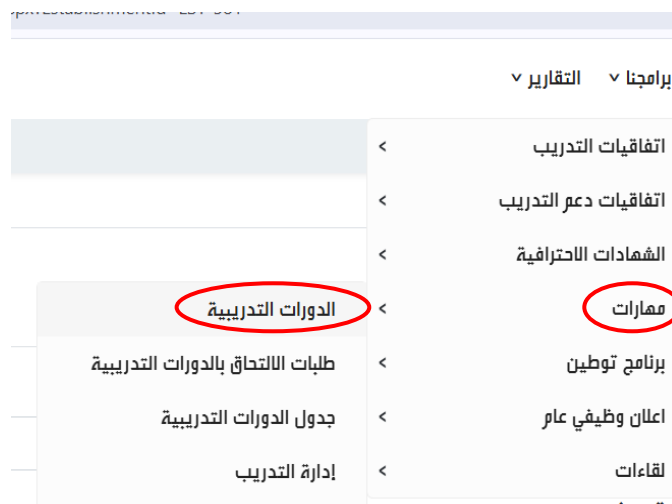 برامجنا التقارير
اتفاقيات التدريب
اتفاقيات دعم التدريب
الشهادات الاحترافية
مهارات
الدورات التدريبية
طلبات الالتحاق بالدورات التدريبية
جدول الدورات التدريبية
إدارة التدريب
برنامج توطين
اعلان وظيفي عام
لقاءات